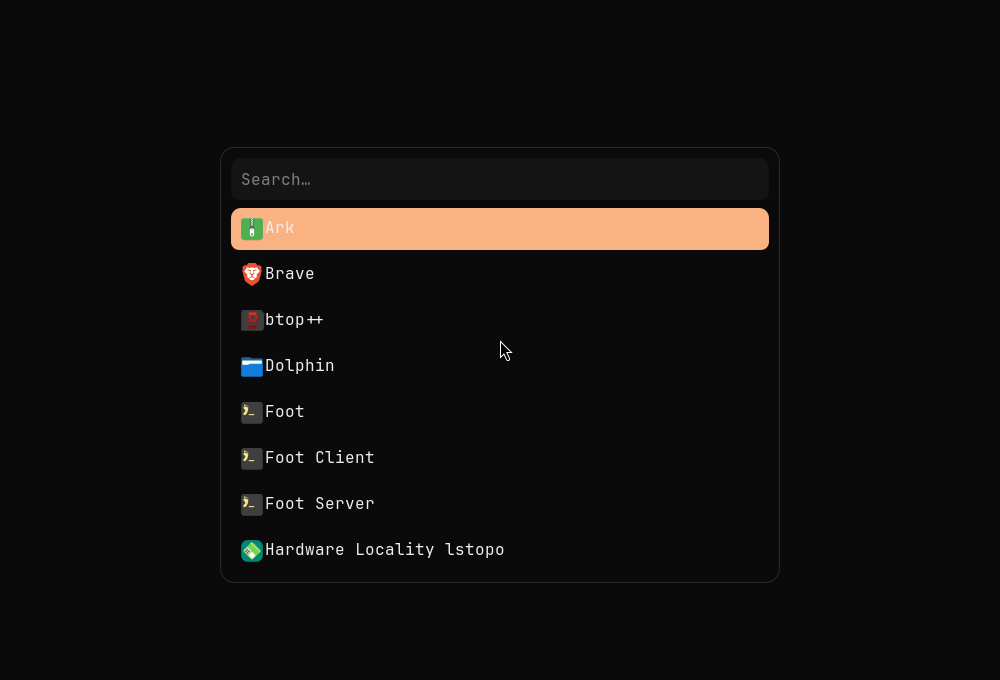 Search…
Ark
Brave
btop++
Dolphin
Foot
Foot Client
Foot Server
Hardware Locality lstopo